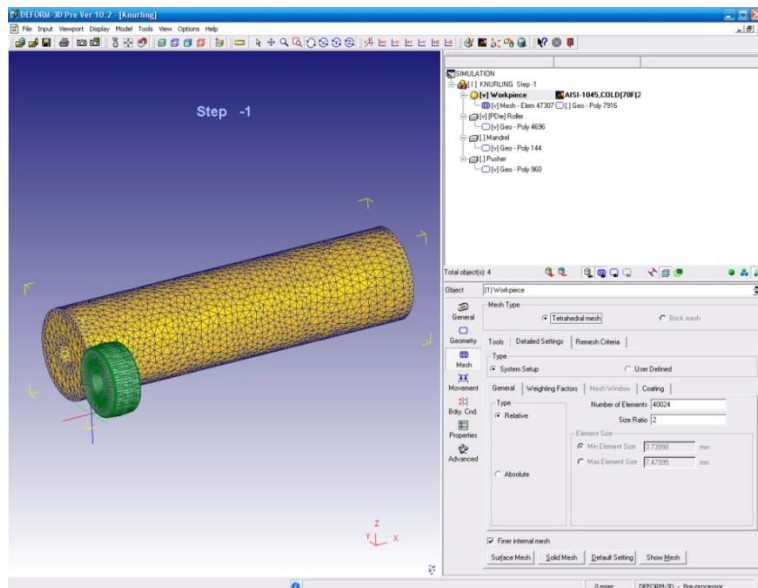 DEFORM-3D Pre Ver 10.2 - [Knurling]
File Input Viewport Display Model Tools View Options Help
Step -1
SIMULATION
[1] KNURLING Step -1
[v] Workpiece AISI-1045,COLD[70F(2
[v] Mesh - Elem 47307 [ ] Geo - Poly 7916
[v] [PDie] Roller
[v] Geo - Poly 4696
[ ] Mandrel
[v] Geo - Poly 144
[ ] Pusher
[v] Geo - Poly 960
Total object(s): 4
Object [1] Workpiece
General
Geometry
Mesh
Movement
Bdry. Cnd.
Properties
Advanced
Mesh Type
Tetrahedral mesh Brick mesh
Tools Detailed Settings Remesh Criteria
Type
System Setup User Defined
General Weighting Factors Mesh Window Coating
Type
Relative
Absolute
Number of Elements 40024
Size Ratio 2
Element Size
Min Element Size 3.73998 mm
Max Element Size 7.47995 mm
Finer internal mesh
Surface Mesh Solid Mesh Default Setting Show Mesh
Z
Y X
0 msec DEFORM-3D - Pre-processor